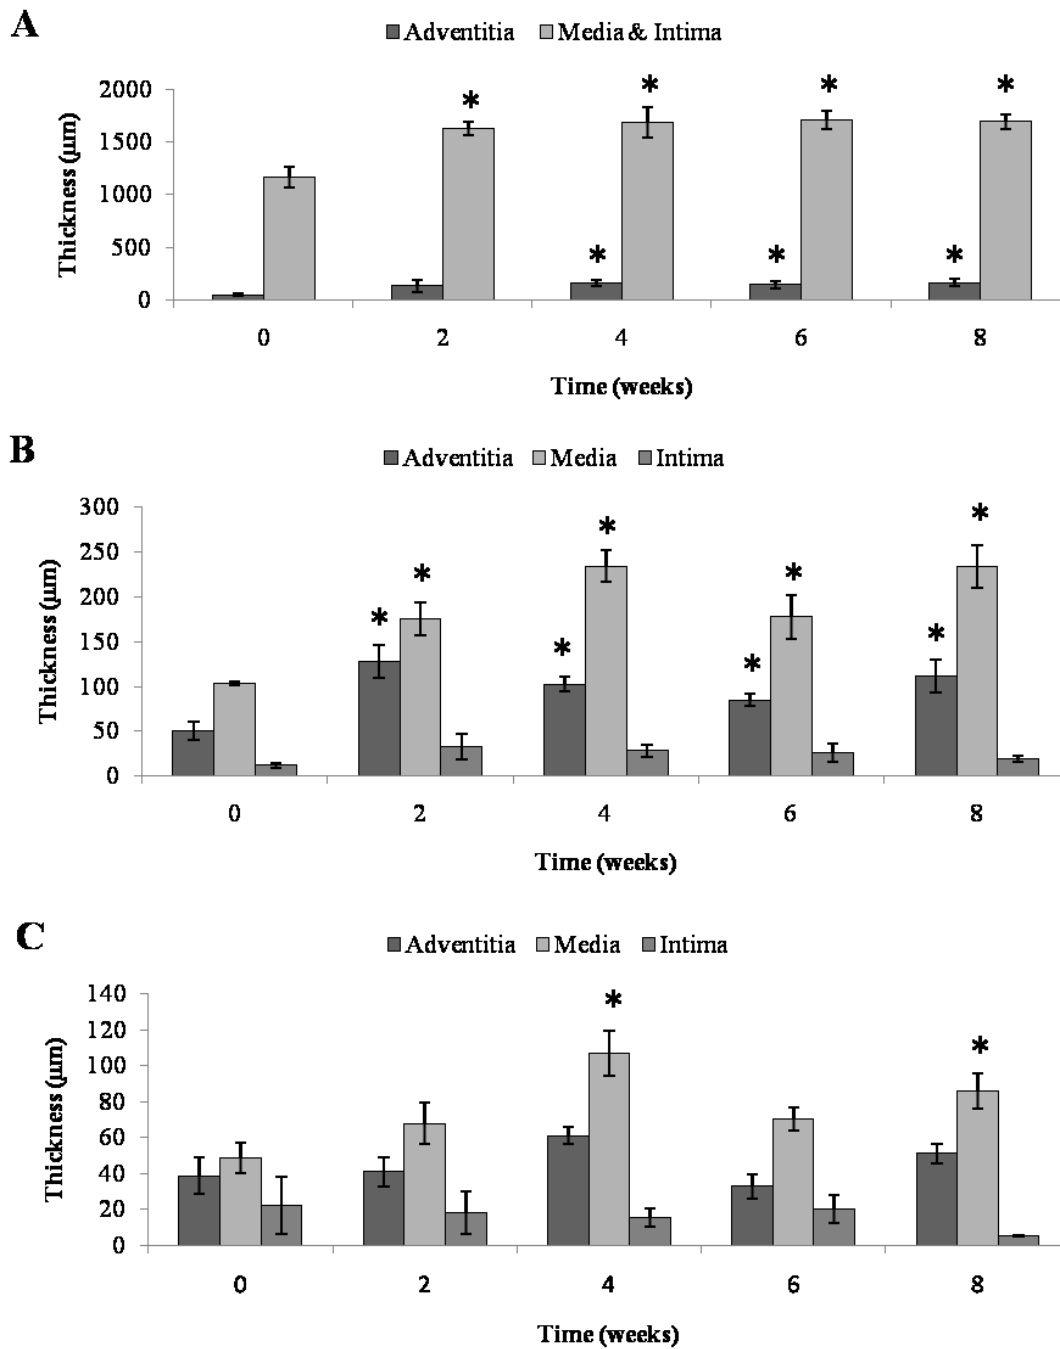 A
Adventitia Media & Intima
2000
1500
1000
500
0
Thickness (µm)
* * * *
* * *
0 2 4 6 8
Time (weeks)
B
Adventitia Media Intima
300
250
200
150
100
50
0
Thickness (µm)
* * * *
* * * *
0 2 4 6 8
Time (weeks)
C
Adventitia Media Intima
140
120
100
80
60
40
20
0
Thickness (µm)
* *
0 2 4 6 8
Time (weeks)